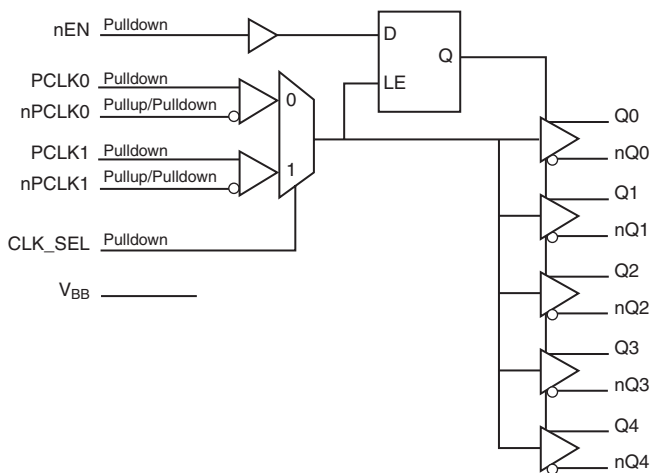 nEN Pulldown
D
Q
LE
PCLK0 Pulldown
nPCLK0 Pullup/Pulldown
0
PCLK1 Pulldown
nPCLK1 Pullup/Pulldown
1
CLK_SEL Pulldown
VBB
Q0
nQ0
Q1
nQ1
Q2
nQ2
Q3
nQ3
Q4
nQ4